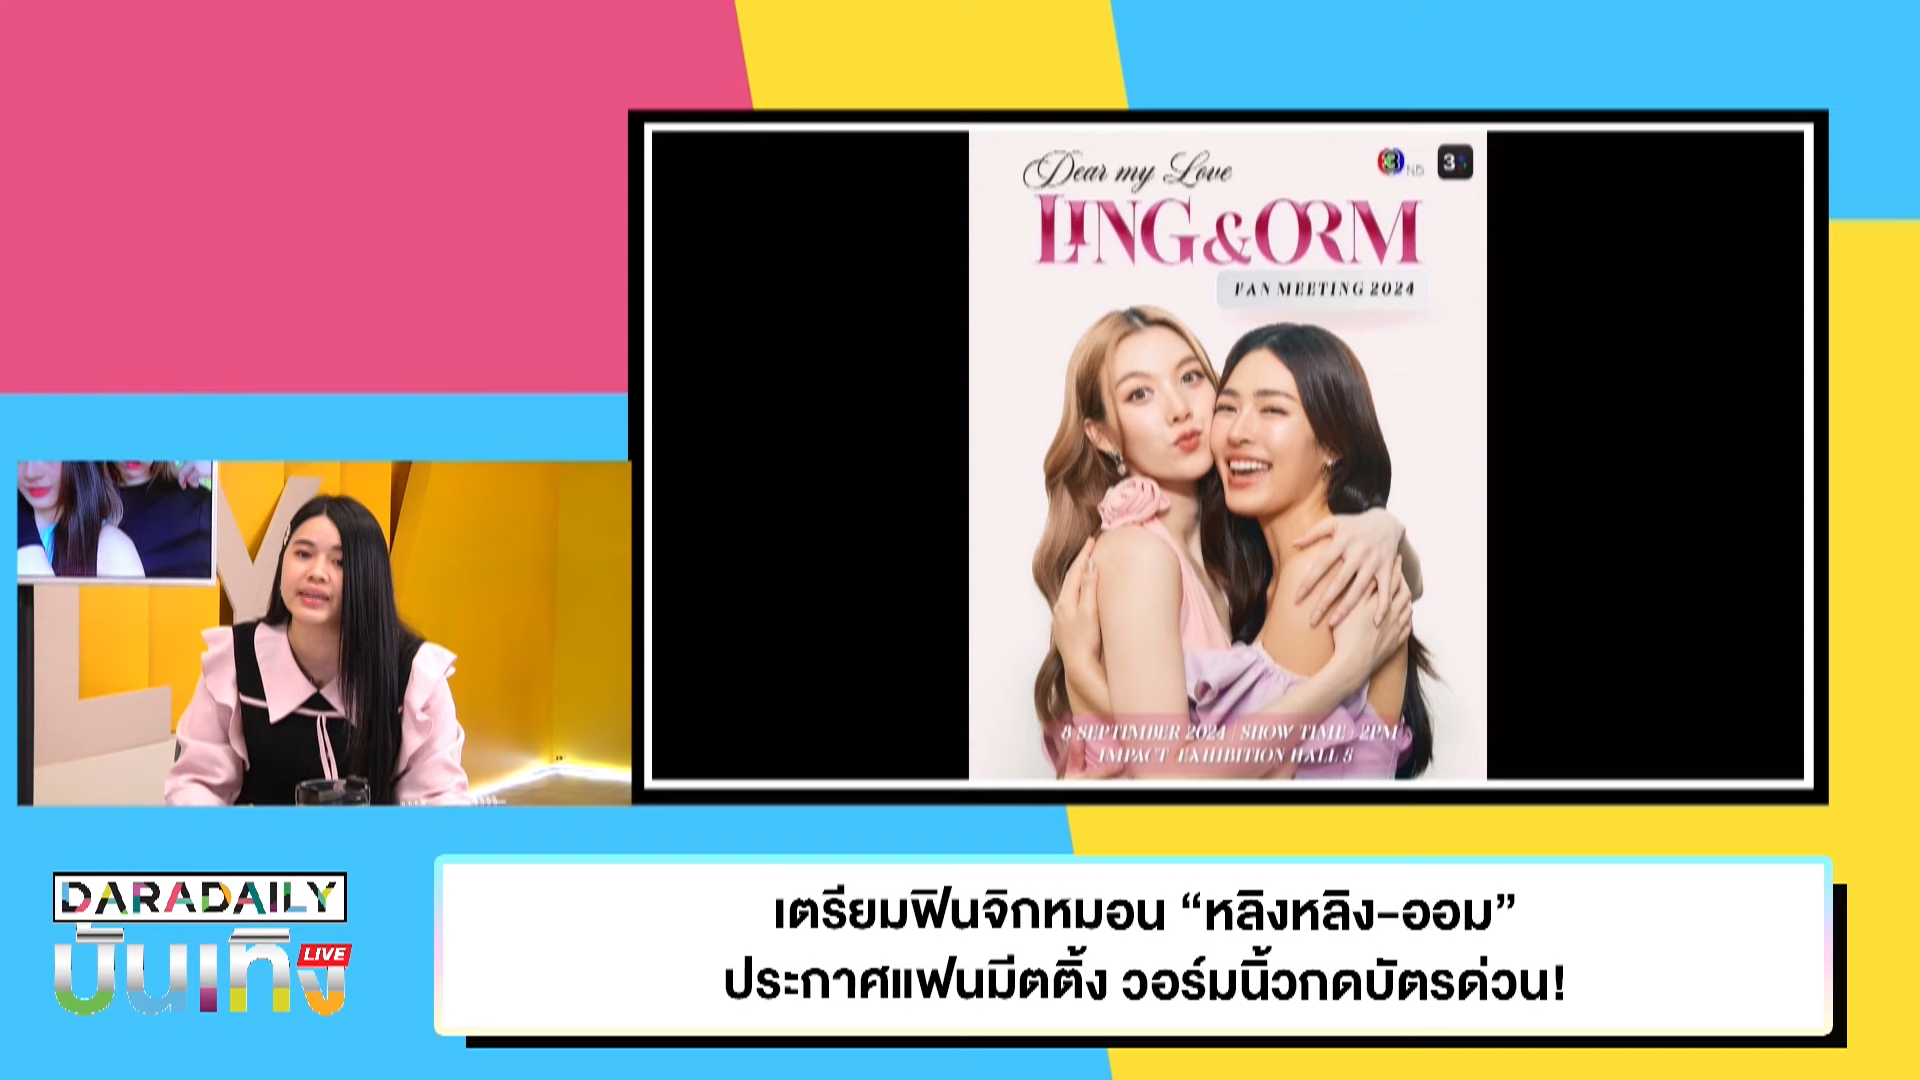 Dear my Love
LING&ORM
FAN MEETING 2024
3
3
8 SEPTEMBER 2024 | SHOW TIME : 2PM
IMPACT EXHIBITION HALL 5
DARADAILY
บันเทิง LIVE
เตรียมฟินจิกหมอน “หลิงหลิง-ออม”
ประกาศแฟนมีตติ้ง วอร์มนิ้วกดบัตรด่วน!